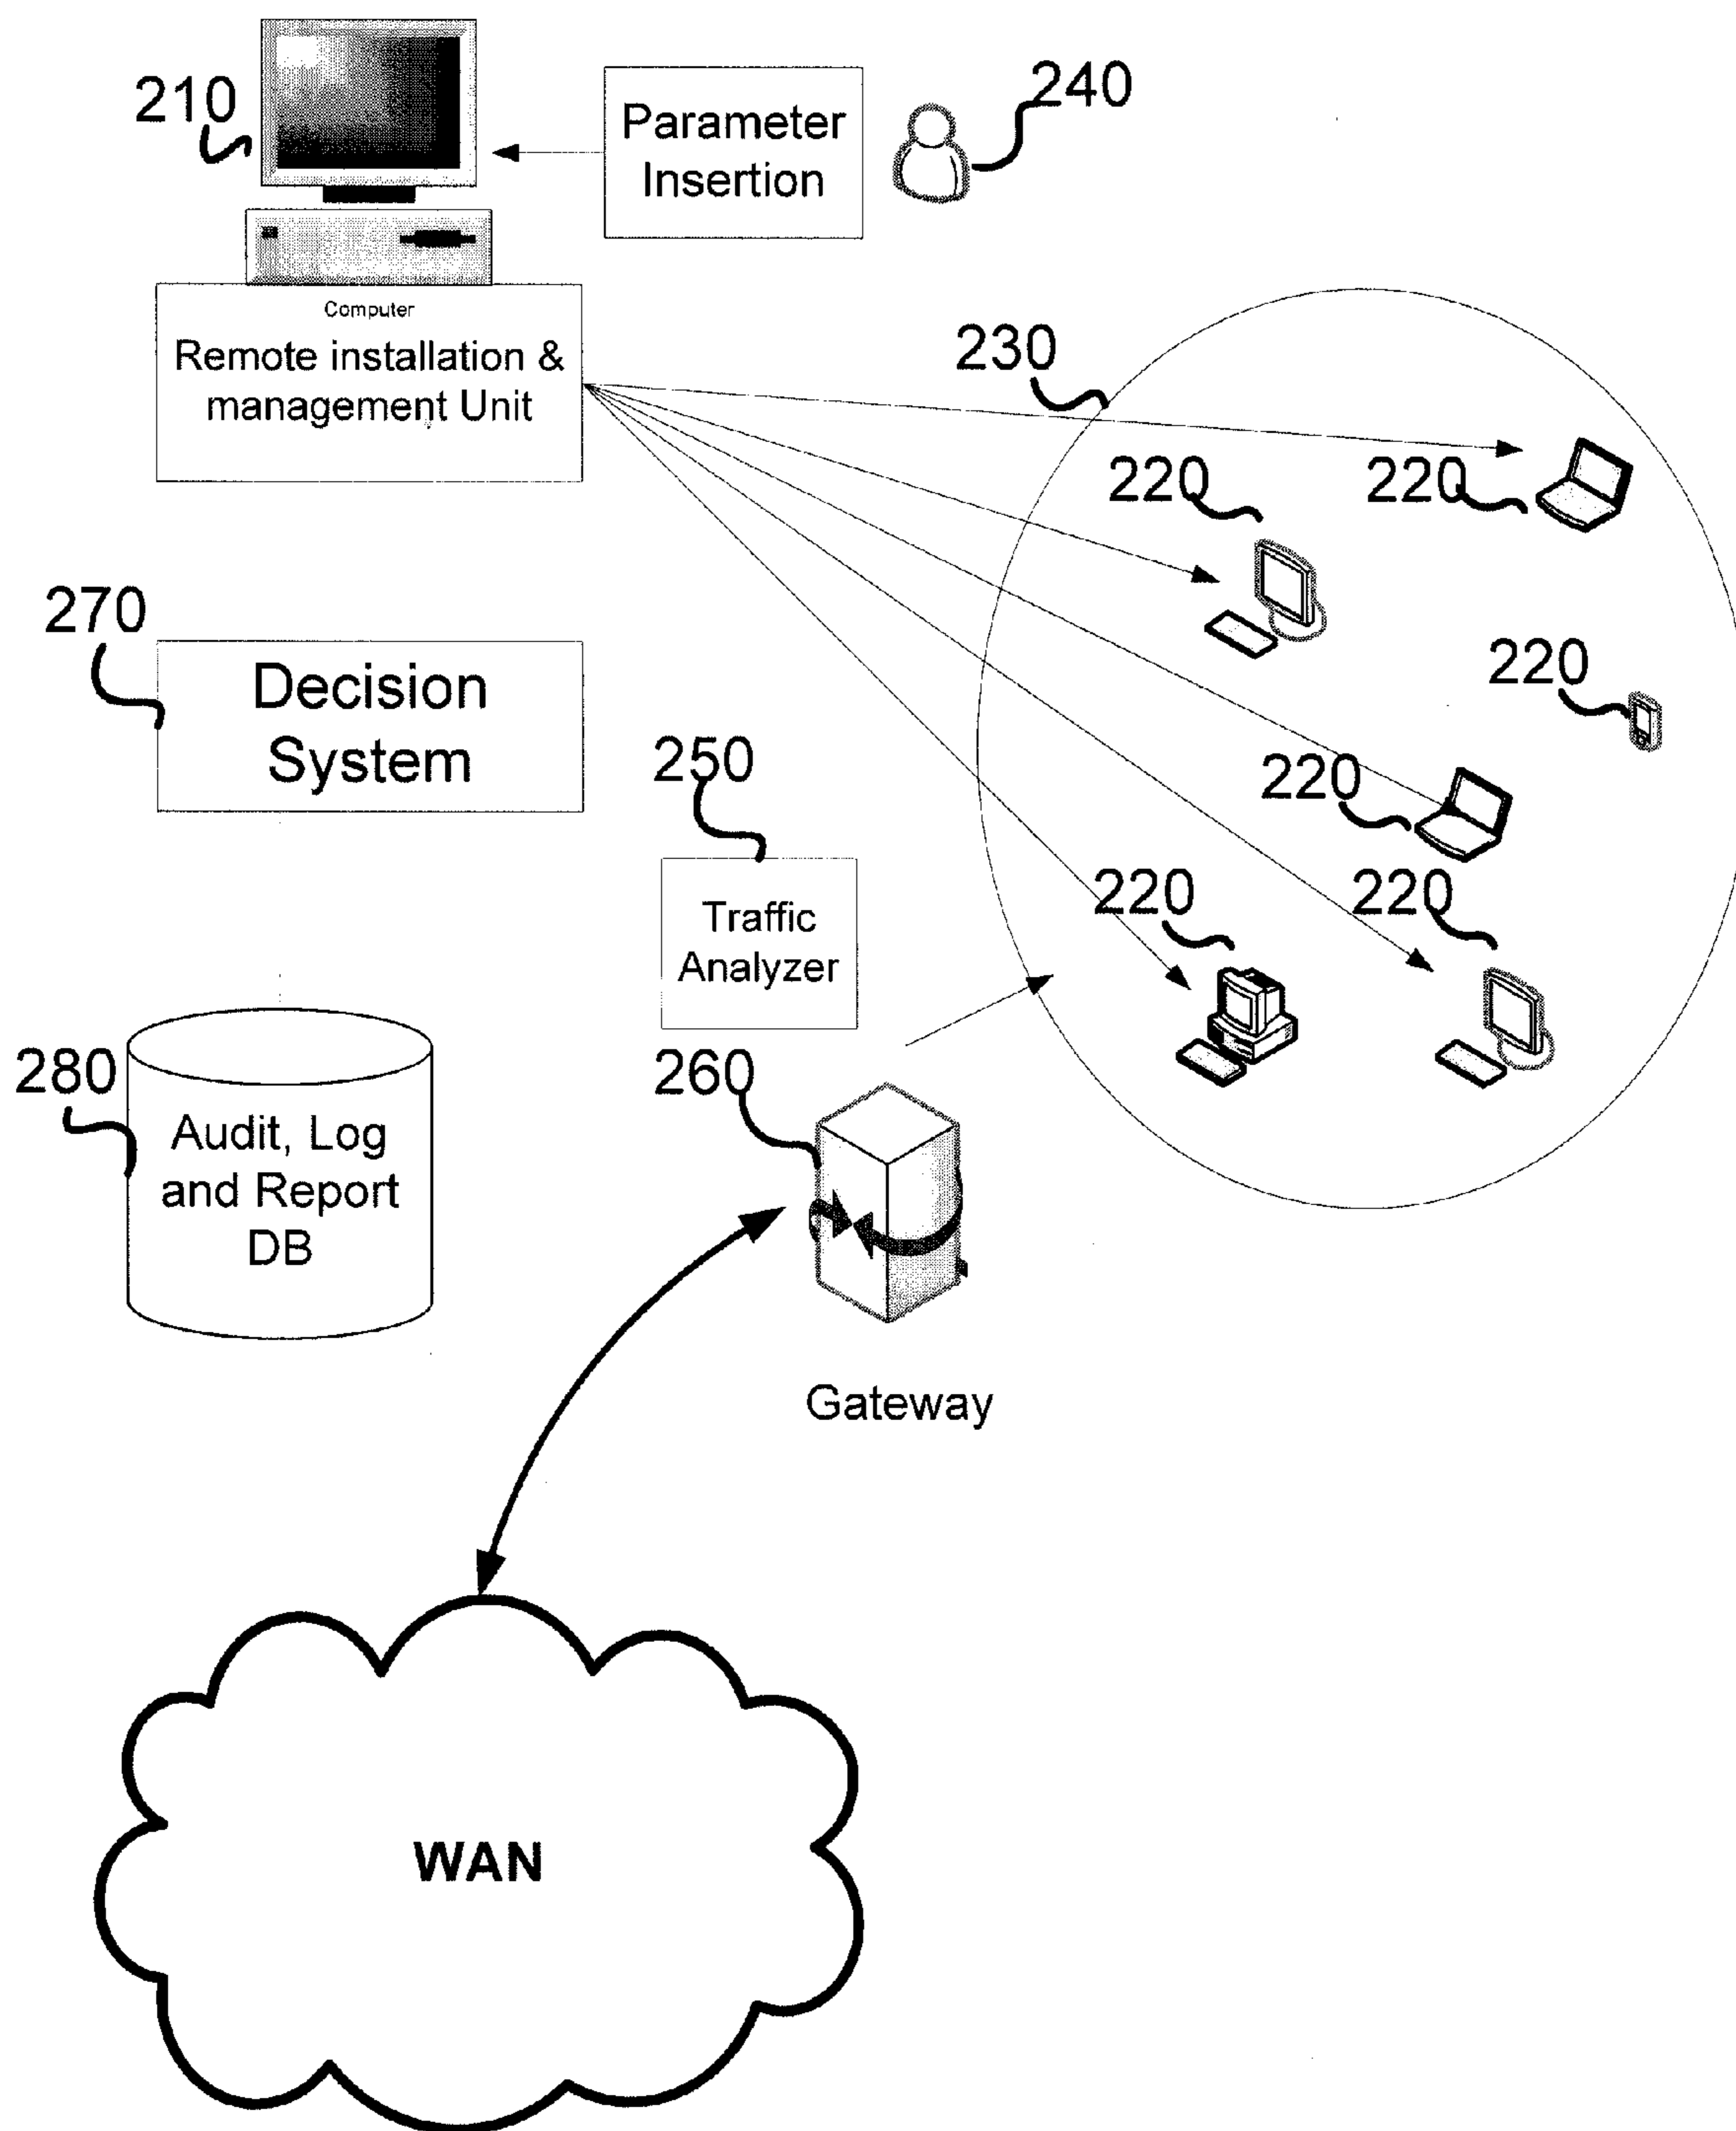 210
Parameter
Insertion
240
Computer
Remote installation &
management Unit
230
220
220
270
Decision
System
220
250
220
Traffic
Analyzer
220
220
280
Audit, Log
and Report
DB
260
Gateway
WAN